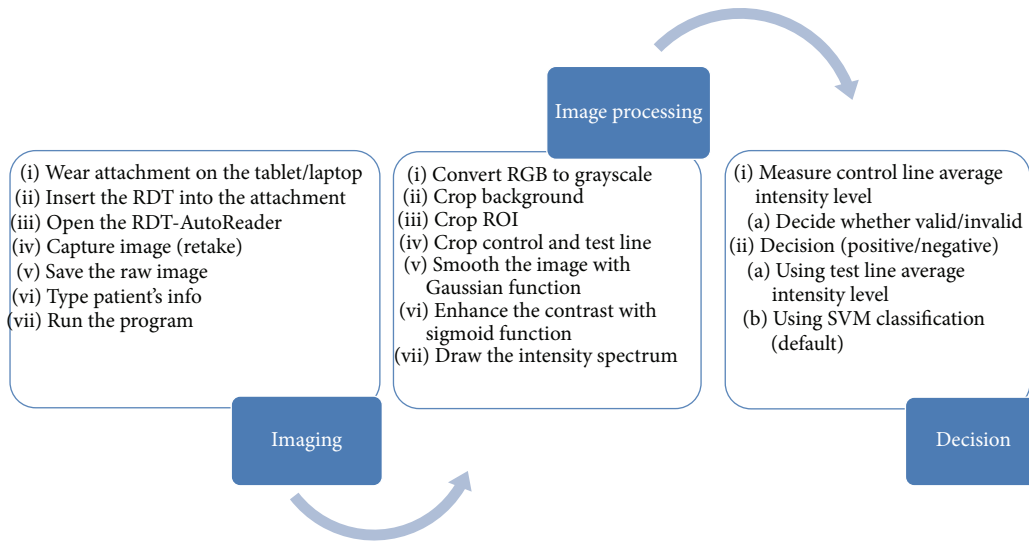 (i) Wear attachment on the tablet/laptop
(ii) Insert the RDT into the attachment
(iii) Open the RDT-AutoReader
(iv) Capture image (retake)
(v) Save the raw image
(vi) Type patient's info
(vii) Run the program
Imaging
Image processing
(i) Convert RGB to grayscale
(ii) Crop background
(iii) Crop ROI
(iv) Crop control and test line
(v) Smooth the image with
Gaussian function
(vi) Enhance the contrast with
sigmoid function
(vii) Draw the intensity spectrum
(i) Measure control line average
intensity level
(a) Decide whether valid/invalid
(ii) Decision (positive/negative)
(a) Using test line average
intensity level
(b) Using SVM classification
(default)
Decision